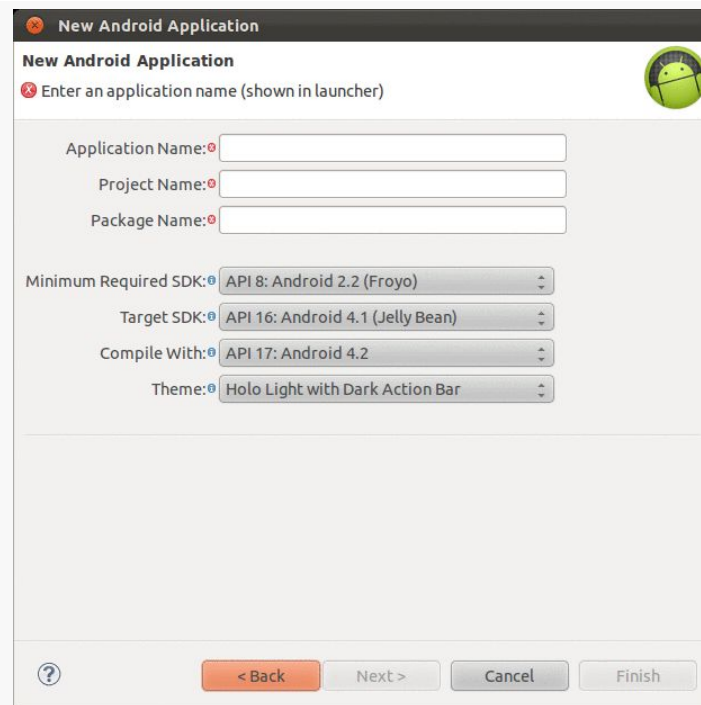 New Android Application
New Android Application
Enter an application name (shown in launcher)
Application Name:
Project Name:
Package Name:
Minimum Required SDK: API 8: Android 2.2 (Froyo)
Target SDK: API 16: Android 4.1 (Jelly Bean)
Compile With: API 17: Android 4.2
Theme: Holo Light with Dark Action Bar
? < Back Next > Cancel Finish